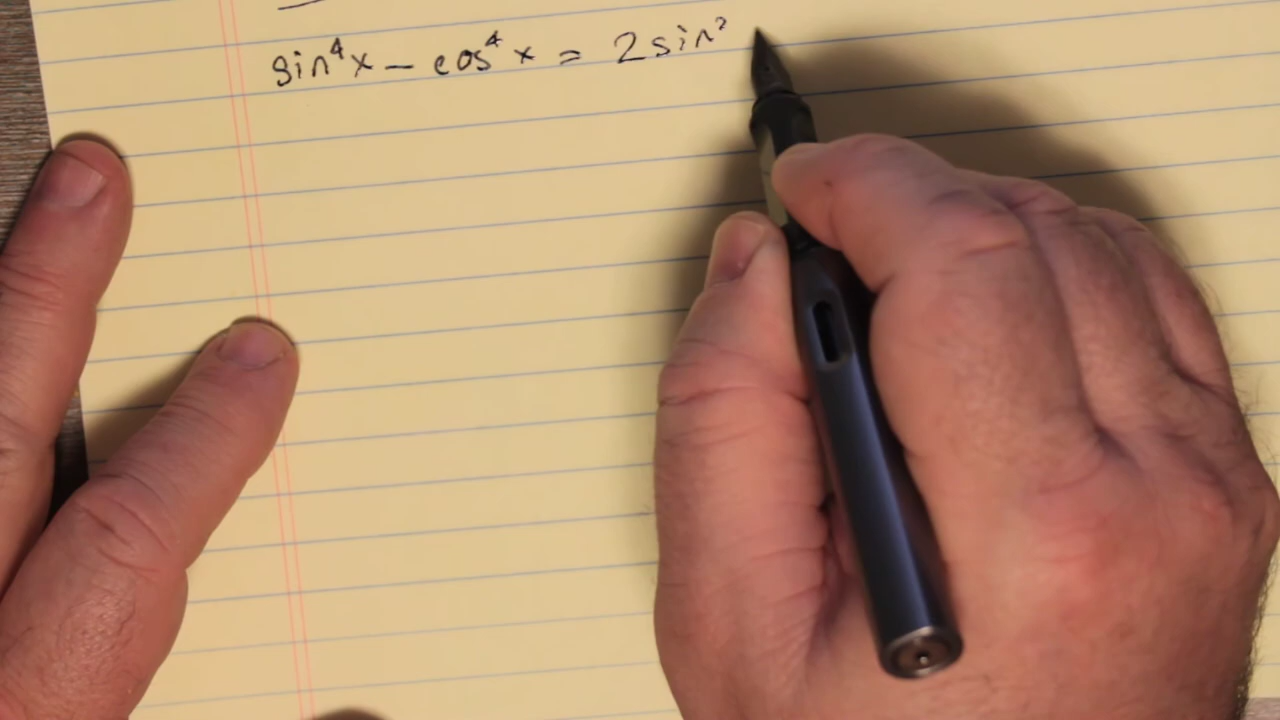 sin⁴x - cos⁴x = 2sin²